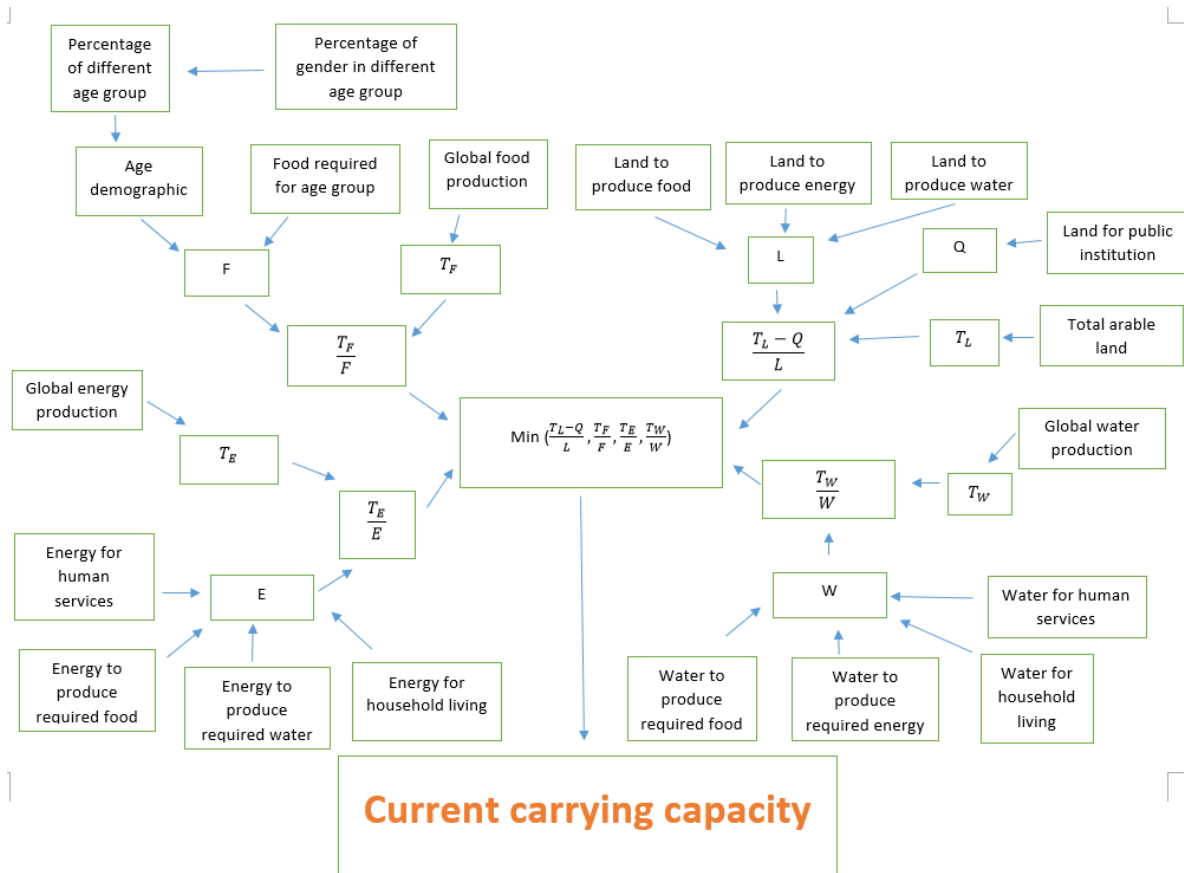 Percentage
of different
age group
Percentage of
gender in different
age group
Age
demographic
Food required
for age group
Global food
production
Land to
produce food
Land to
produce energy
Land to
produce water
F
T_F
L
Q
Land for public
institution
T_F
F
T_L − Q
L
T_L
Total arable
land
Global energy
production
T_E
Min (\frac{T_L-Q}{L}, \frac{T_F}{F}, \frac{T_E}{E}, \frac{T_W}{W})
Global water
production
T_E
E
T_W
W
T_W
Energy for
human
services
E
W
Water for human
services
Energy to
produce
required food
Energy to
produce
required water
Energy for
household living
Water to
produce
required food
Water to
produce
required energy
Water for
household
living
Current carrying capacity